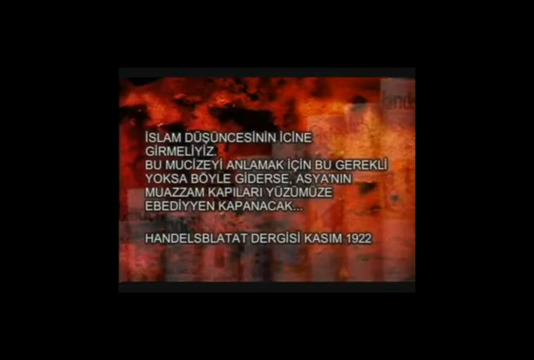 İSLAM DÜŞÜNCESİNİN İCİNE
GİRMELİYİZ.
BU MUCİZEYİ ANLAMAK İÇİN BU GEREKLİ
YOKSA BÖYLE GİDERSE, ASYA'NIN
MUAZZAM KAPILARI YÜZÜMÜZE
EBEDİYYEN KAPANACAK...
HANDELSBLATAT DERGİSİ KASIM 1922